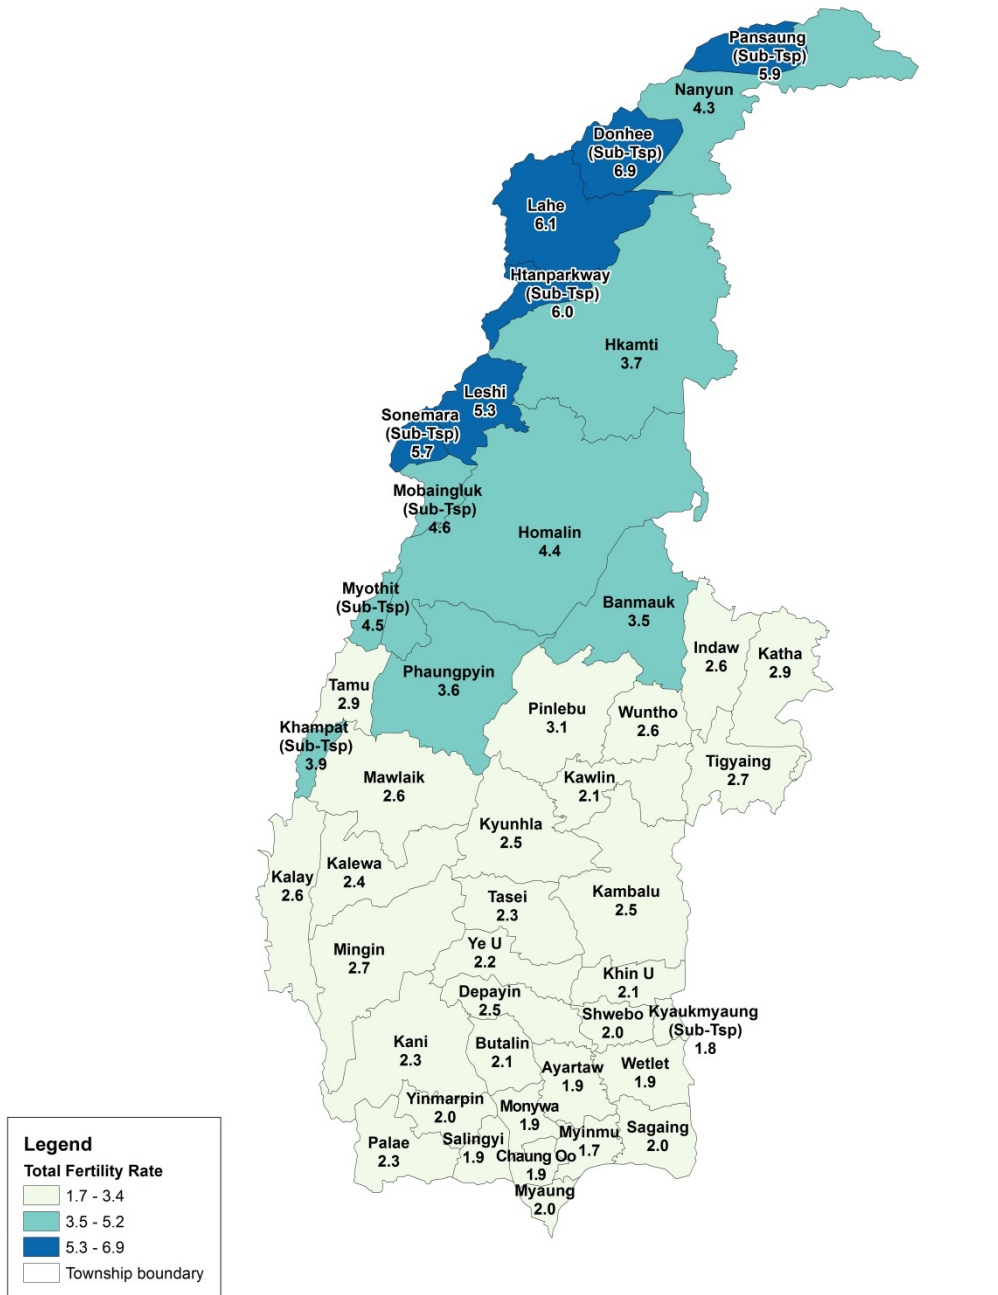 Pansaung
(Sub-Tsp)
5.9
Nanyun
4.3
Donhee
(Sub-Tsp)
6.9
Lahe
6.1
Htanparkway
(Sub-Tsp)
6.0
Hkamti
3.7
Leshi
5.3
Sonemara
(Sub-Tsp)
5.7
Mobaingluk
(Sub-Tsp)
4.6
Homalin
4.4
Myothit
(Sub-Tsp)
4.5
Banmauk
3.5
Indaw
2.6
Katha
2.9
Phaungpyin
3.6
Tamu
2.9
Pinlebu
3.1
Wuntho
2.6
Khampat
(Sub-Tsp)
3.9
Tigyaing
2.7
Mawlaik
2.6
Kawlin
2.1
Kyunhla
2.5
Kalewa
2.4
Kalay
2.6
Tasei
2.3
Kambalu
2.5
Mingin
2.7
Ye U
2.2
Khin U
2.1
Depayin
2.5
Shwebo
2.0
Kyaukmyaung
(Sub-Tsp)
1.8
Kani
2.3
Butalin
2.1
Ayartaw
1.9
Wetlet
1.9
Yinmarpin
2.0
Monywa
1.9
Myinmu
1.7
Sagaing
2.0
Palae
2.3
Salingyi
1.9
Chaung Oo
1.9
Myaung
2.0
Legend
Total Fertility Rate
1.7 - 3.4
3.5 - 5.2
5.3 - 6.9
Township boundary